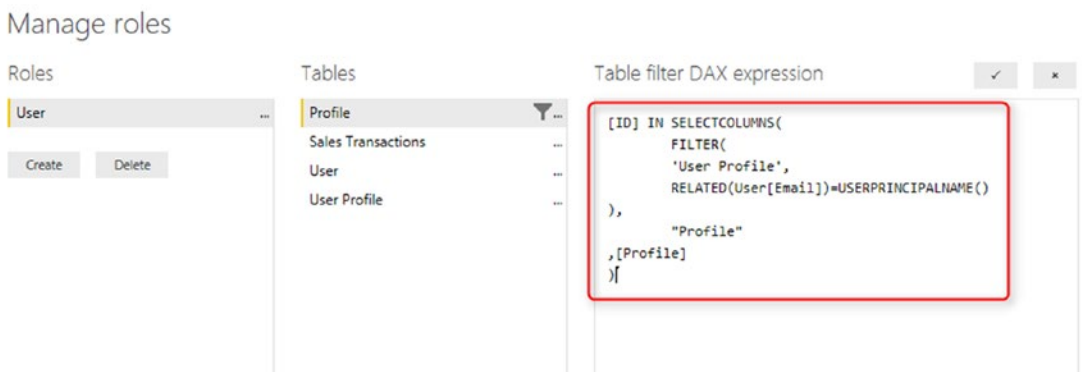 Manage roles
Roles
Tables
Table filter DAX expression
User
...
Create
Delete
Profile
...
Sales Transactions
...
User
...
User Profile
...
[ID] IN SELECTCOLUMNS(
FILTER(
'User Profile',
RELATED(User[Email])=USERPRINCIPALNAME()
),
"Profile"
,[Profile]
)